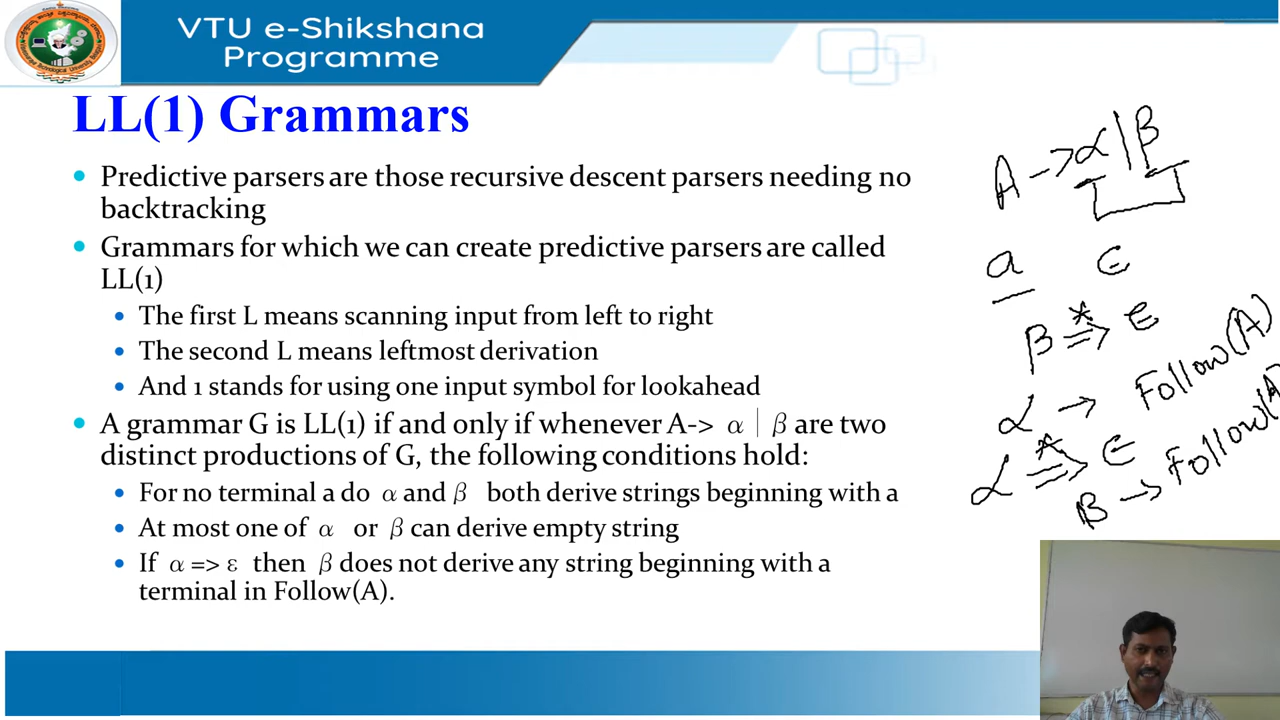 VTU e-Shikshana
Programme
LL(1) Grammars
• Predictive parsers are those recursive descent parsers needing no
backtracking
• Grammars for which we can create predictive parsers are called
LL(1)
• The first L means scanning input from left to right
• The second L means leftmost derivation
• And 1 stands for using one input symbol for lookahead
• A grammar G is LL(1) if and only if whenever A-> α | β are two
distinct productions of G, the following conditions hold:
• For no terminal a do α and β both derive strings beginning with a
• At most one of α or β can derive empty string
• If α => ε then β does not derive any string beginning with a
terminal in Follow(A).
A -> α | β
a ∈
β *=> ∈
α -> Follow(A)
α *=> ∈
β -> Follow(A